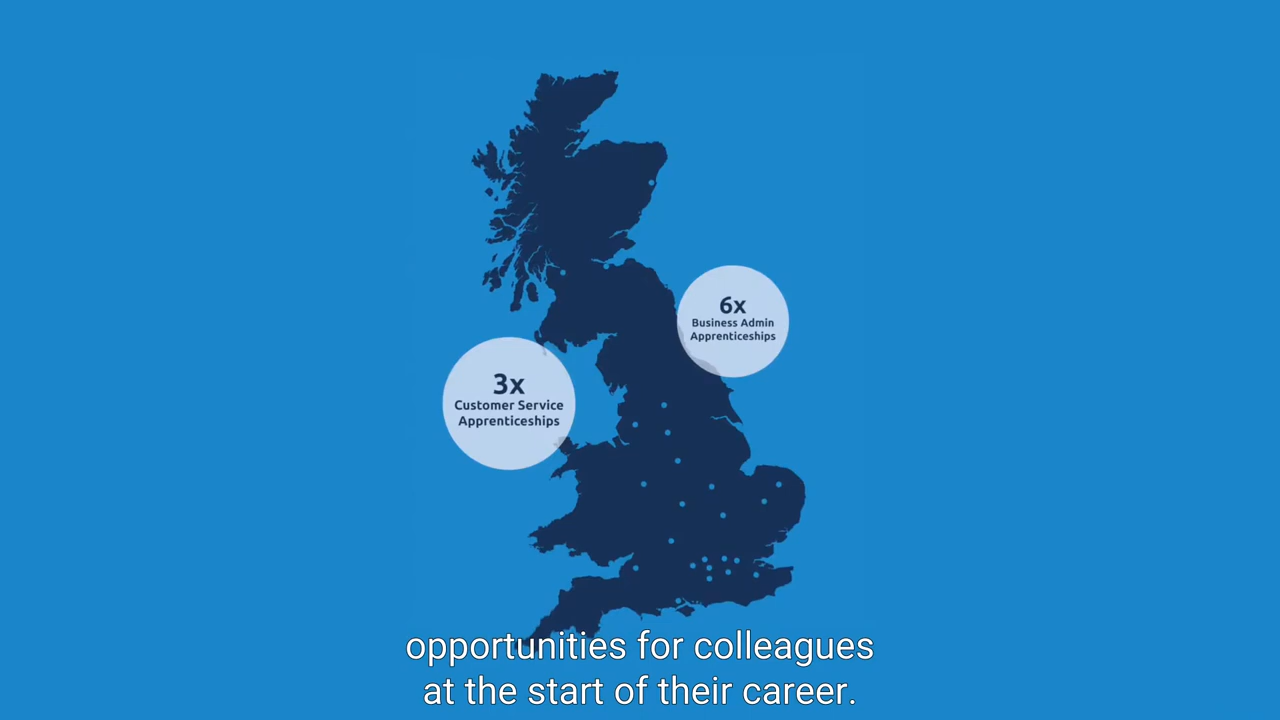 6x
Business Admin
Apprenticeships
3x
Customer Service
Apprenticeships
opportunities for colleagues
at the start of their career.